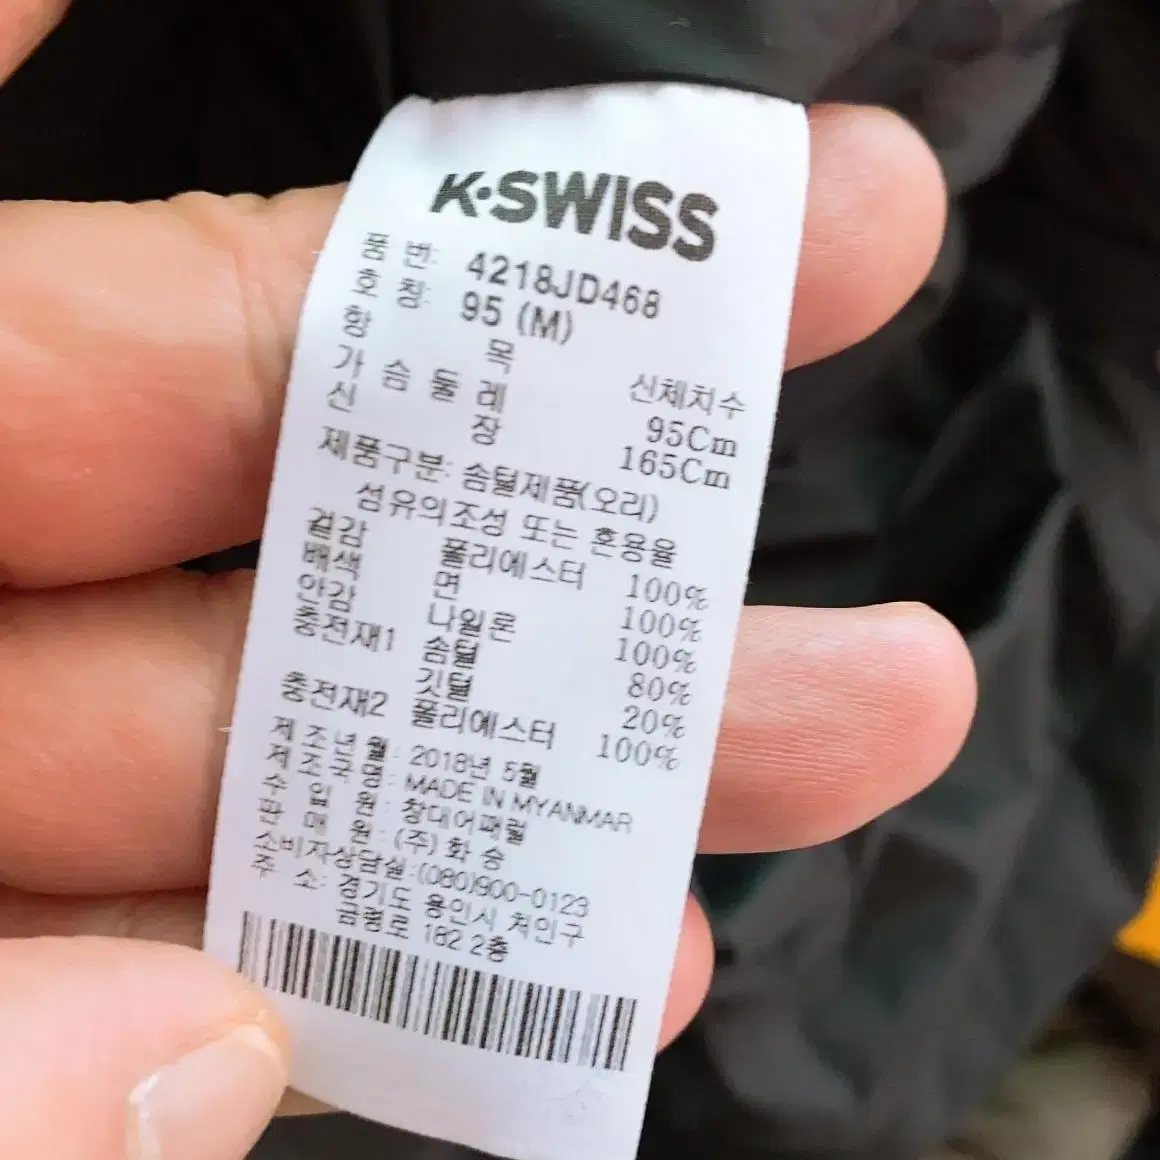 K·SWISS
품 번: 4218JD468
호 칭: 95 (M)
항 목 신체치수
가 슴 둘 레 95Cm
신 장 165Cm
제품구분: 솜털제품(오리)
섬유의조성 또는 혼용율
겉감 폴리에스터 100%
배색 면 100%
안감 나일론 100%
충전재1 솜털 80%
깃털 20%
충전재2 폴리에스터 100%
제 조 년 월 : 2018년 5월
제 조 국 명 : MADE IN MYANMAR
수 입 원 : 창대어패럴
판 매 원 : (주) 화 승
소비자상담실:(080)900-0123
주 소: 경기도 용인시 처인구
금령로 182 2층